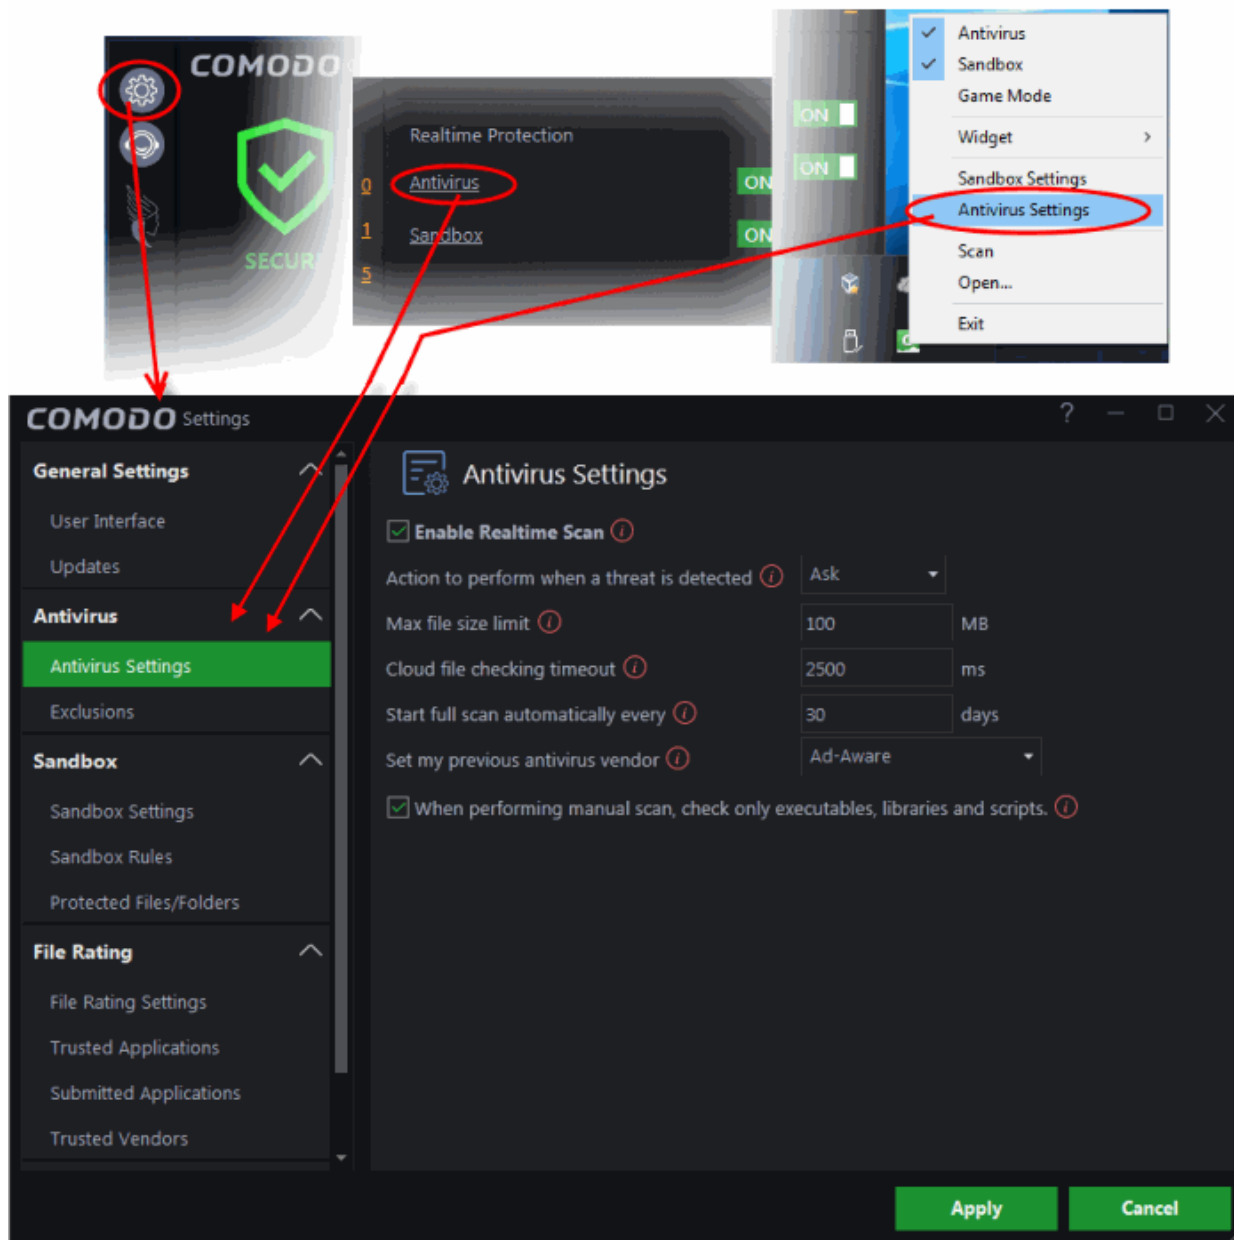 COMODO
SECUR
Realtime Protection
0
Antivirus
ON
1
Sandbox
ON
5
ON
ON
Antivirus
Sandbox
Game Mode
Widget
Sandbox Settings
Antivirus Settings
Scan
Open...
Exit
COMODO Settings
?
General Settings
User Interface
Updates
Antivirus
Antivirus Settings
Exclusions
Sandbox
Sandbox Settings
Sandbox Rules
Protected Files/Folders
File Rating
File Rating Settings
Trusted Applications
Submitted Applications
Trusted Vendors
Antivirus Settings
Enable Realtime Scan
Action to perform when a threat is detected Ask
Max file size limit 100 MB
Cloud file checking timeout 2500 ms
Start full scan automatically every 30 days
Set my previous antivirus vendor Ad-Aware
When performing manual scan, check only executables, libraries and scripts.
Apply Cancel